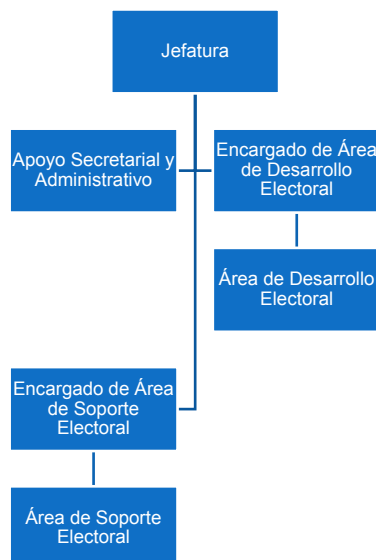 Jefatura
Apoyo Secretarial y
Administrativo
Encargado de Área
de Desarrollo
Electoral
Área de Desarrollo
Electoral
Encargado de Área
de Soporte
Electoral
Área de Soporte
Electoral